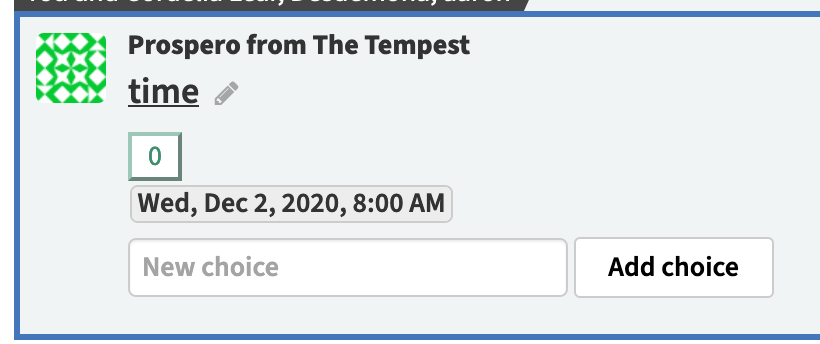 Prospero from The Tempest
time
0
Wed, Dec 2, 2020, 8:00 AM
New choice
Add choice